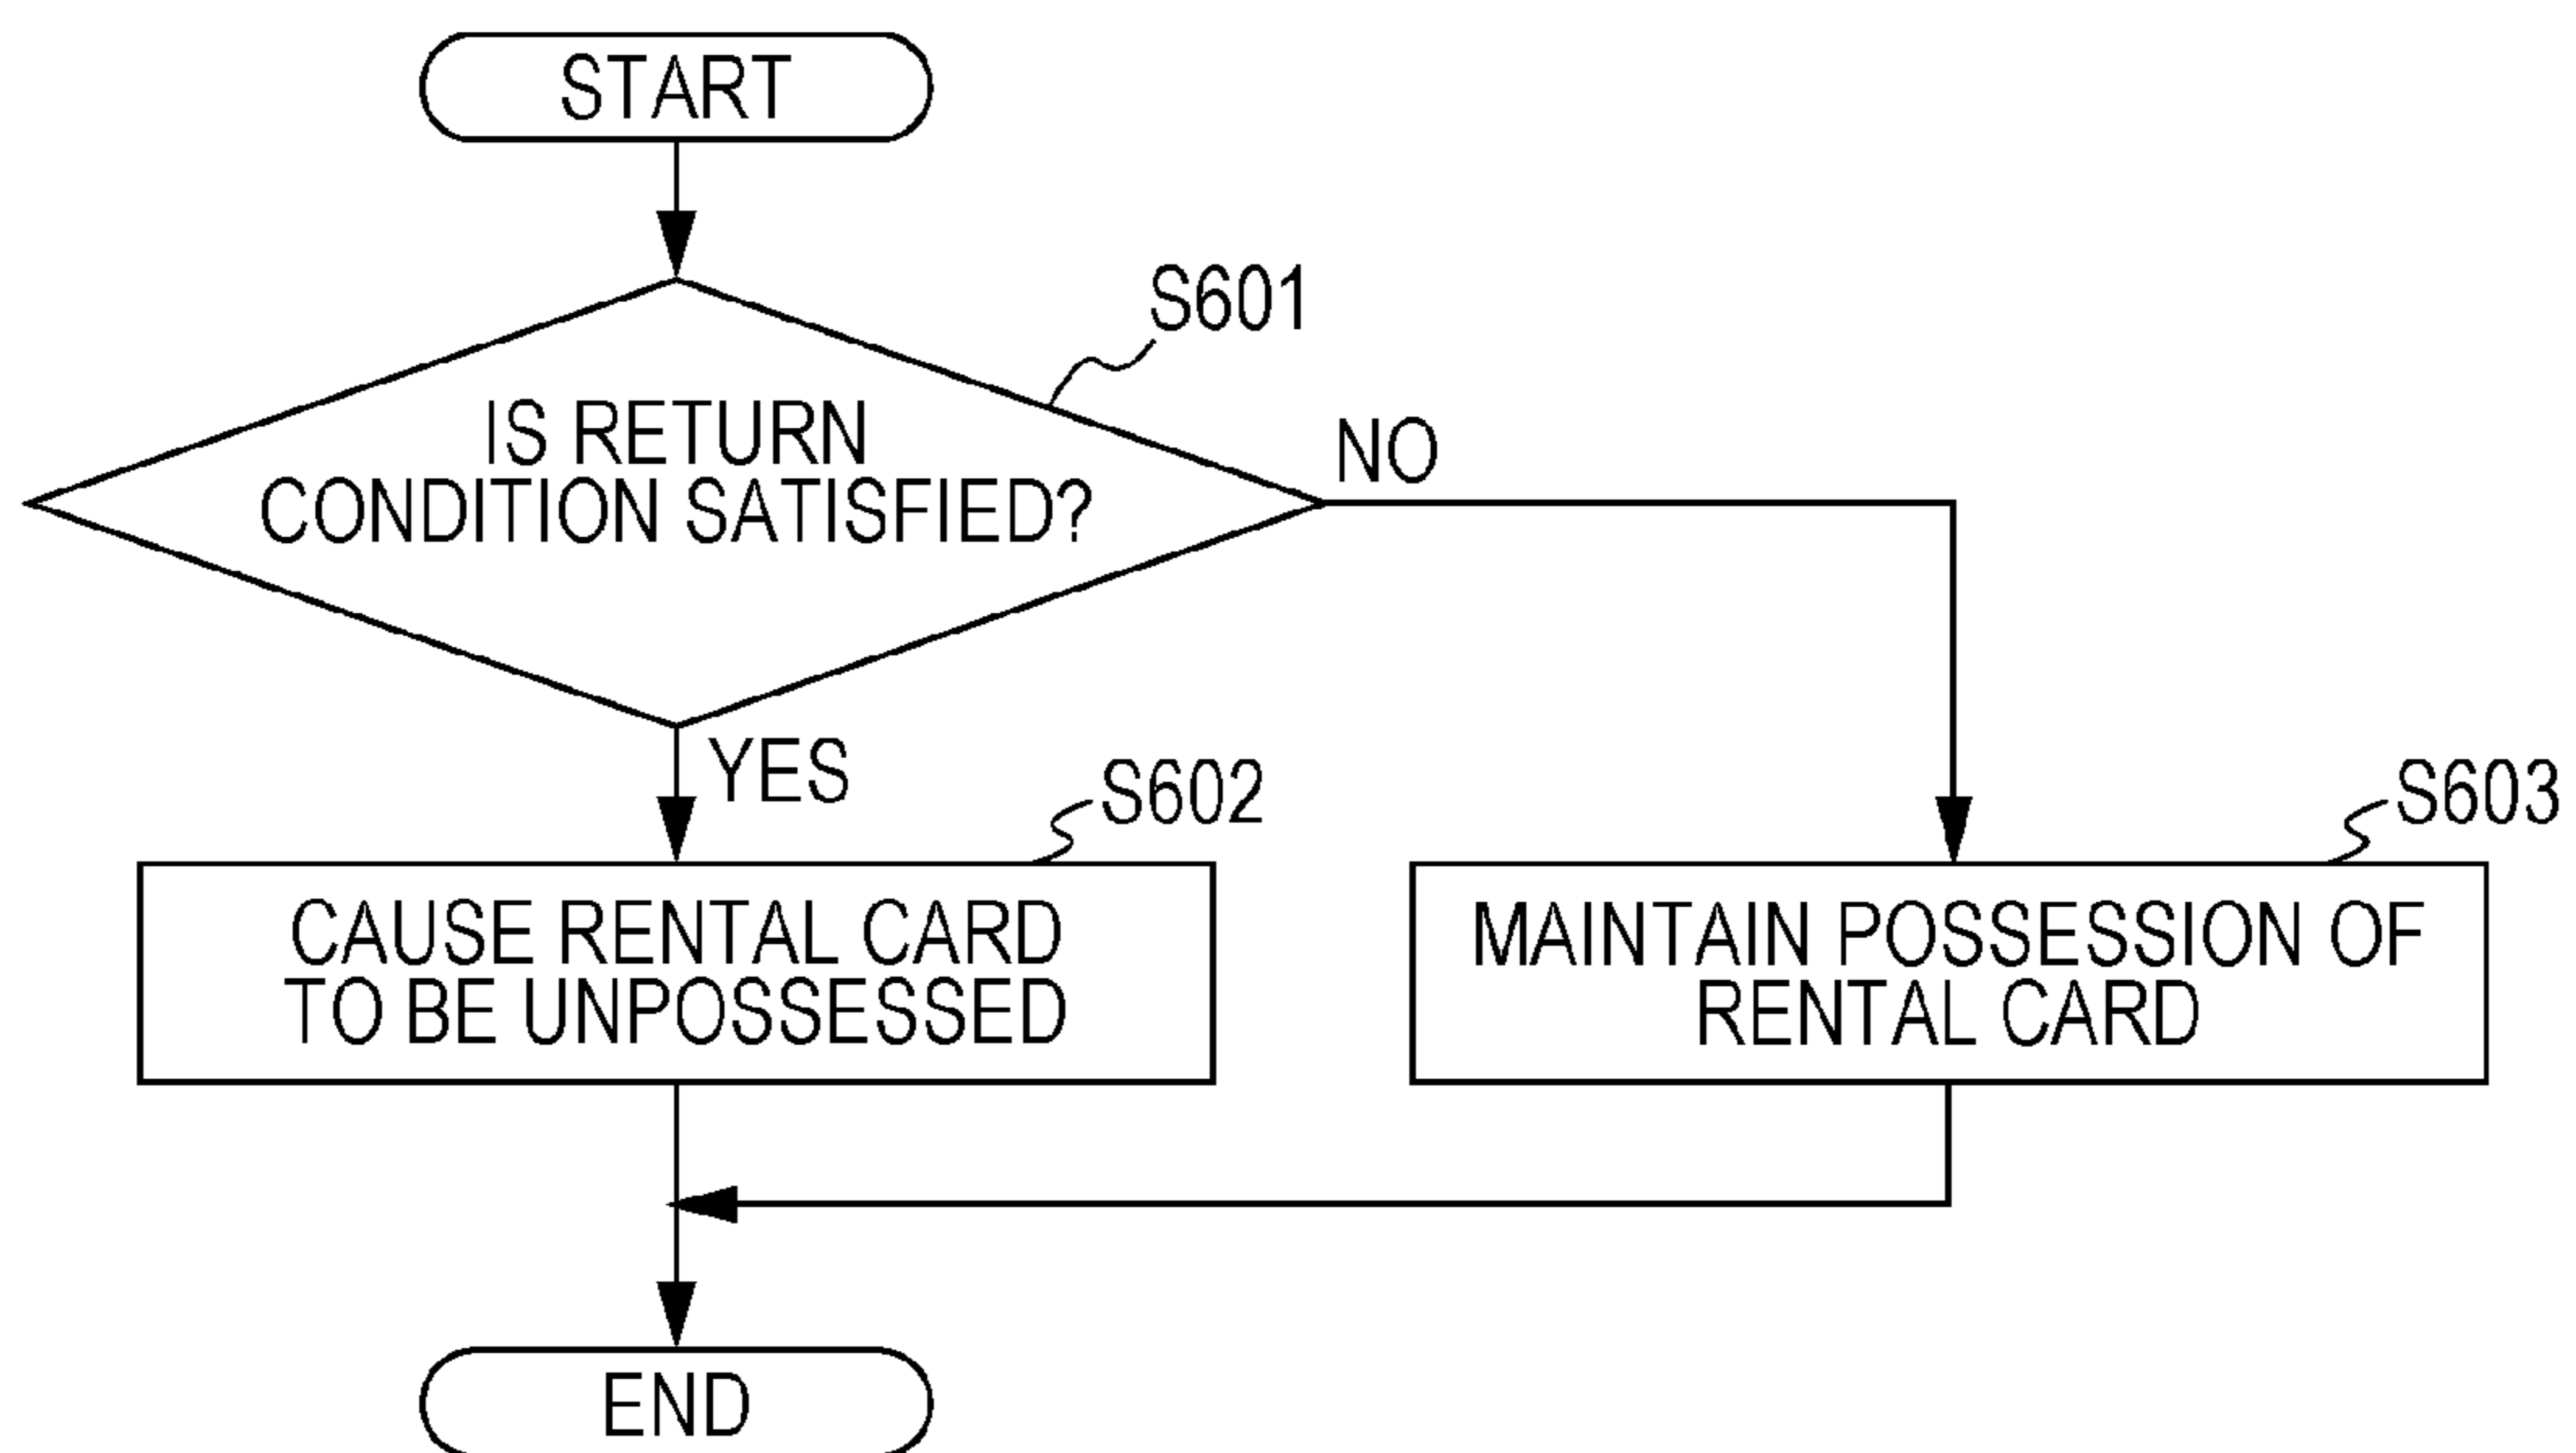 START
S601
IS RETURN
CONDITION SATISFIED?
NO
YES
S602
S603
CAUSE RENTAL CARD
TO BE UNPOSSESSED
MAINTAIN POSSESSION OF
RENTAL CARD
END